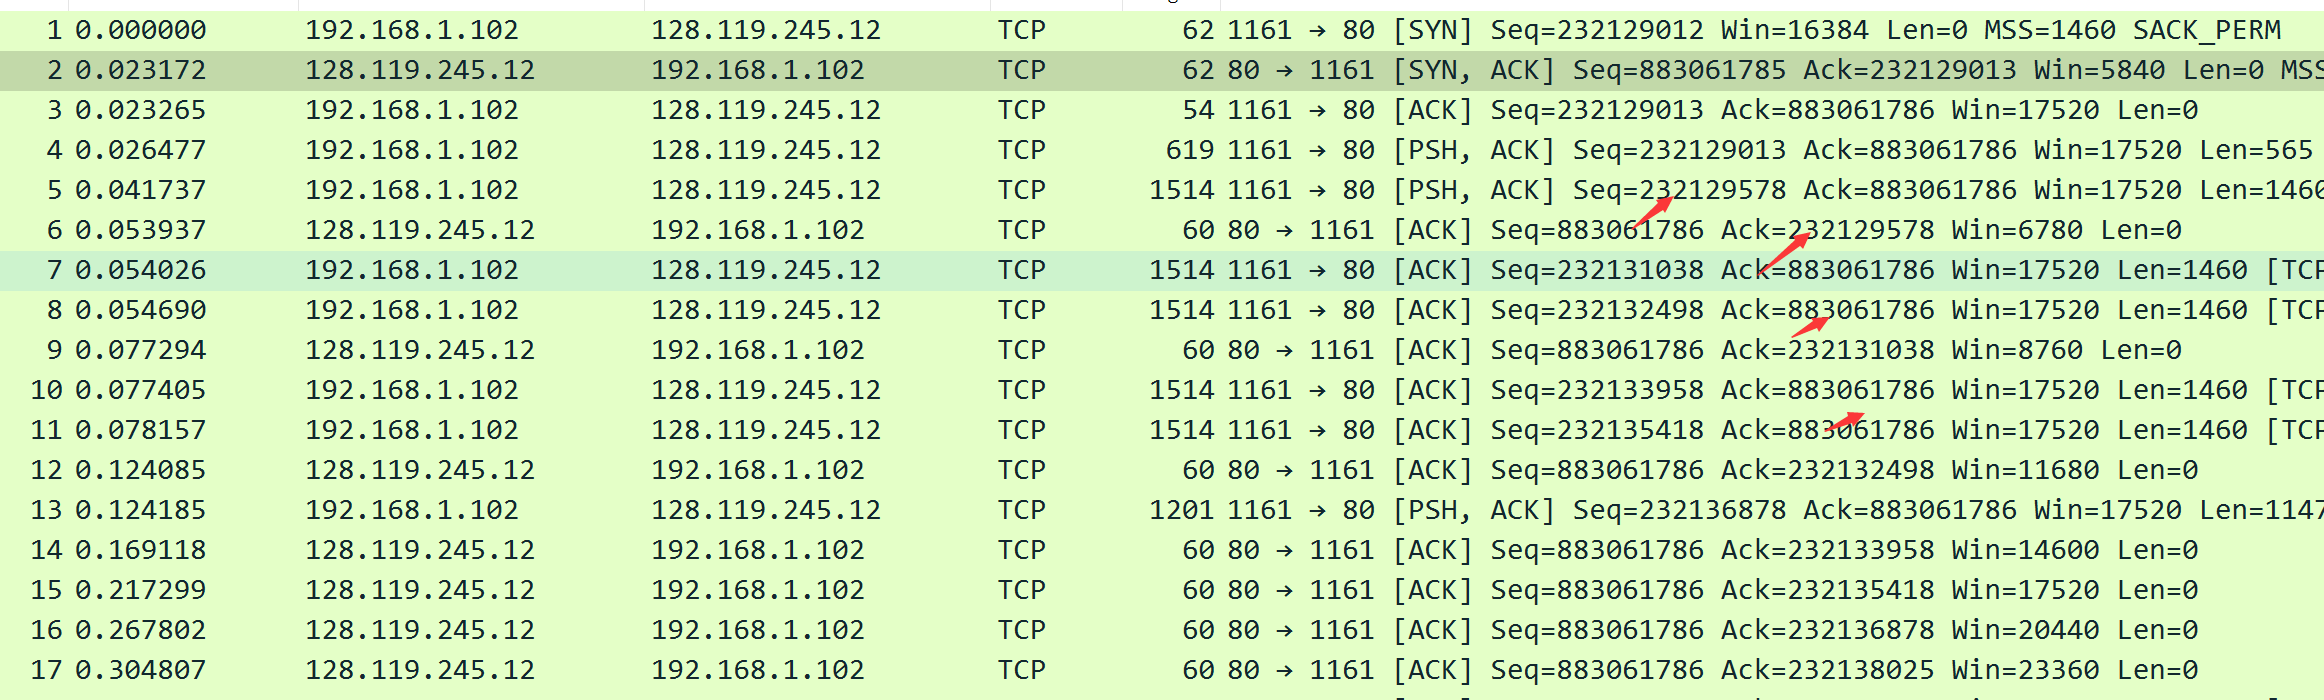 1 0.000000 192.168.1.102 128.119.245.12 TCP 62 1161 → 80 [SYN] Seq=232129012 Win=16384 Len=0 MSS=1460 SACK_PERM
2 0.023172 128.119.245.12 192.168.1.102 TCP 62 80 → 1161 [SYN, ACK] Seq=883061785 Ack=232129013 Win=5840 Len=0 MSS
3 0.023265 192.168.1.102 128.119.245.12 TCP 54 1161 → 80 [ACK] Seq=232129013 Ack=883061786 Win=17520 Len=0
4 0.026477 192.168.1.102 128.119.245.12 TCP 619 1161 → 80 [PSH, ACK] Seq=232129013 Ack=883061786 Win=17520 Len=565
5 0.041737 192.168.1.102 128.119.245.12 TCP 1514 1161 → 80 [PSH, ACK] Seq=232129578 Ack=883061786 Win=17520 Len=1460
6 0.053937 128.119.245.12 192.168.1.102 TCP 60 80 → 1161 [ACK] Seq=883061786 Ack=232129578 Win=6780 Len=0
7 0.054026 192.168.1.102 128.119.245.12 TCP 1514 1161 → 80 [ACK] Seq=232131038 Ack=883061786 Win=17520 Len=1460 [TCP
8 0.054690 192.168.1.102 128.119.245.12 TCP 1514 1161 → 80 [ACK] Seq=232132498 Ack=883061786 Win=17520 Len=1460 [TCP
9 0.077294 128.119.245.12 192.168.1.102 TCP 60 80 → 1161 [ACK] Seq=883061786 Ack=232131038 Win=8760 Len=0
10 0.077405 192.168.1.102 128.119.245.12 TCP 1514 1161 → 80 [ACK] Seq=232133958 Ack=883061786 Win=17520 Len=1460 [TCP
11 0.078157 192.168.1.102 128.119.245.12 TCP 1514 1161 → 80 [ACK] Seq=232135418 Ack=883061786 Win=17520 Len=1460 [TCP
12 0.124085 128.119.245.12 192.168.1.102 TCP 60 80 → 1161 [ACK] Seq=883061786 Ack=232132498 Win=11680 Len=0
13 0.124185 192.168.1.102 128.119.245.12 TCP 1201 1161 → 80 [PSH, ACK] Seq=232136878 Ack=883061786 Win=17520 Len=1147
14 0.169118 128.119.245.12 192.168.1.102 TCP 60 80 → 1161 [ACK] Seq=883061786 Ack=232133958 Win=14600 Len=0
15 0.217299 128.119.245.12 192.168.1.102 TCP 60 80 → 1161 [ACK] Seq=883061786 Ack=232135418 Win=17520 Len=0
16 0.267802 128.119.245.12 192.168.1.102 TCP 60 80 → 1161 [ACK] Seq=883061786 Ack=232136878 Win=20440 Len=0
17 0.304807 128.119.245.12 192.168.1.102 TCP 60 80 → 1161 [ACK] Seq=883061786 Ack=232138025 Win=23360 Len=0